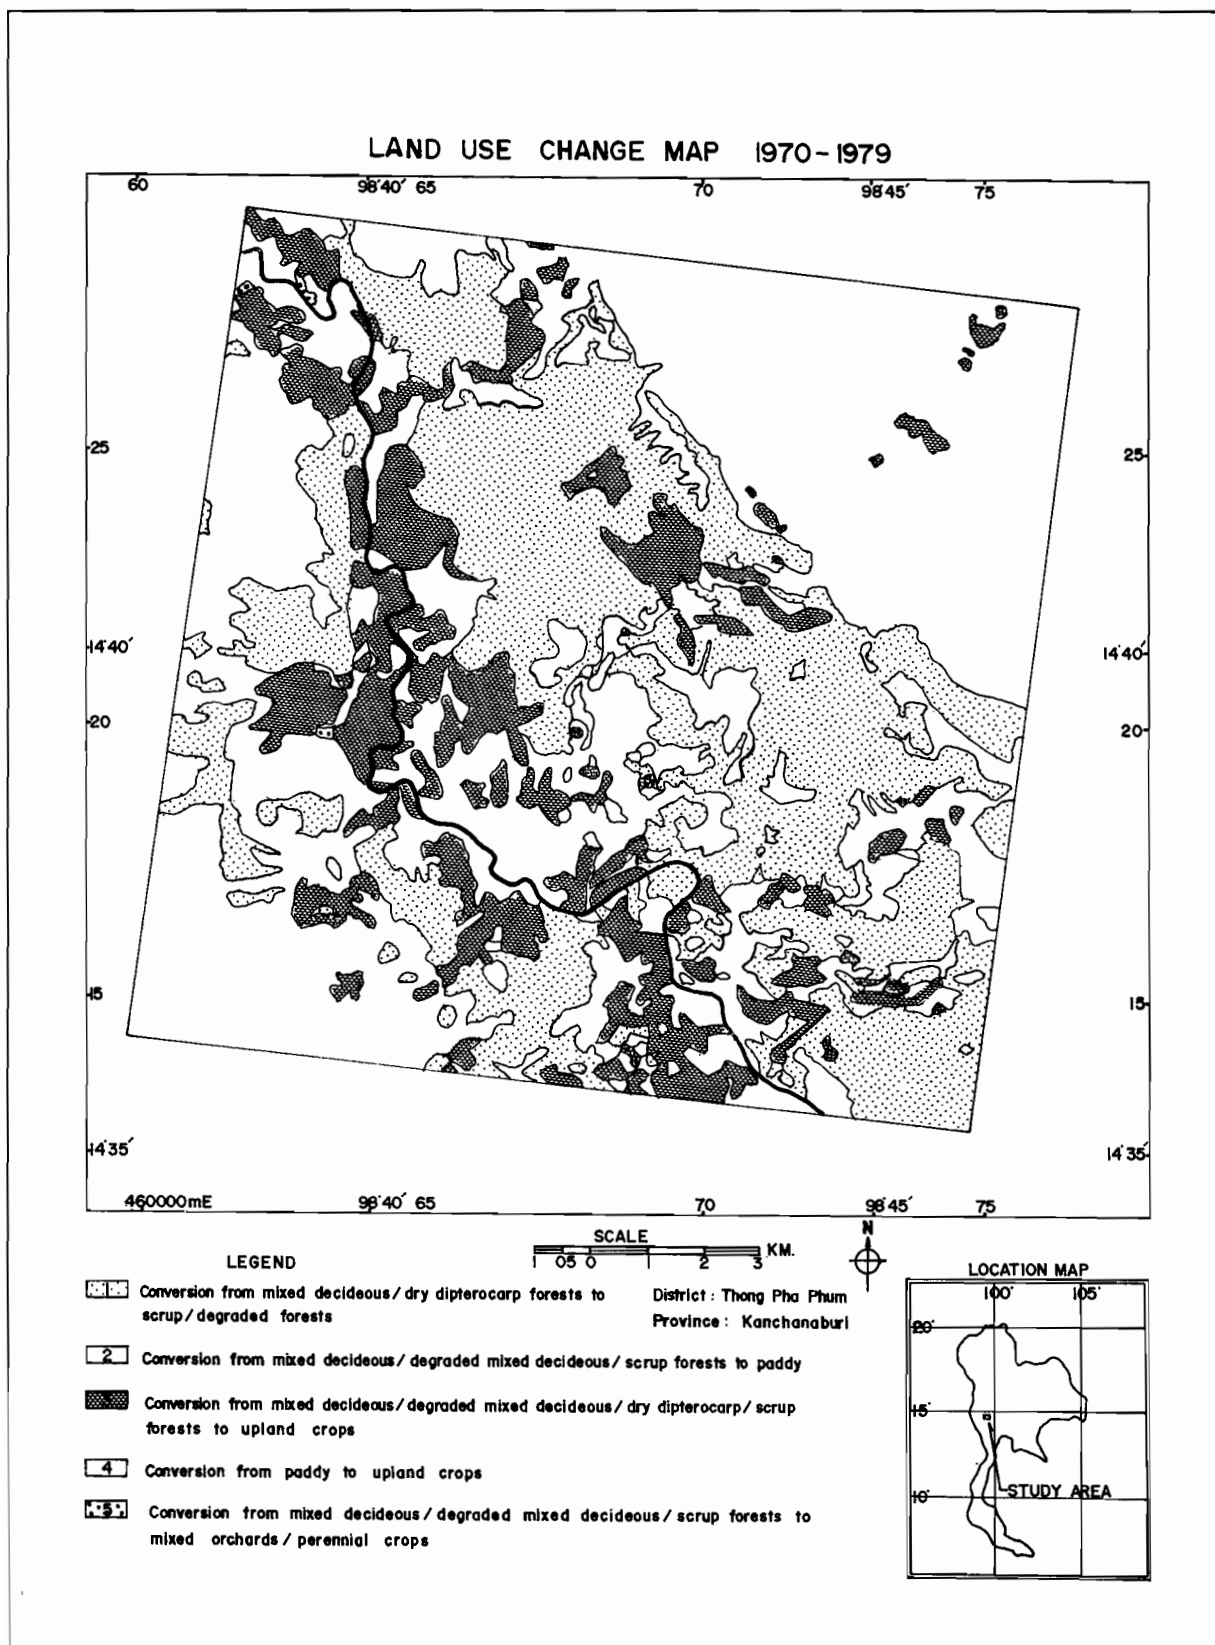 LAND USE CHANGE MAP 1970-1979
60 98°40′ 65 70 98°45′ 75
25 25
14°40′ 14°40′
20 20
15 15
14°35′ 14°35′
460000mE 98°40′ 65 70 98°45′ 75
SCALE
1 05 0 1 2 3 KM.
N
LEGEND
Conversion from mixed decideous/dry dipterocarp forests to
scrup/degraded forests
District : Thong Pha Phum
Province : Kanchanaburi
2 Conversion from mixed decideous/degraded mixed decideous/scrup forests to paddy
Conversion from mixed decideous/degraded mixed decideous/dry dipterocarp/scrup
forests to upland crops
4 Conversion from paddy to upland crops
5 Conversion from mixed decideous/degraded mixed decideous/scrup forests to
mixed orchards/perennial crops
LOCATION MAP
100° 105°
20°
15°
10°
STUDY AREA